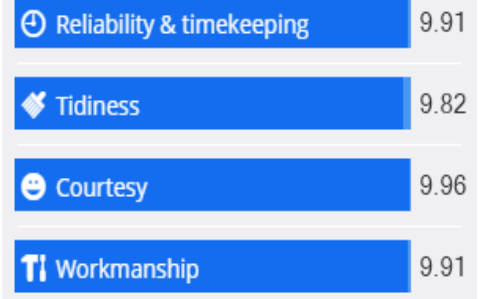 Reliability & timekeeping 9.91
Tidiness 9.82
Courtesy 9.96
Workmanship 9.91